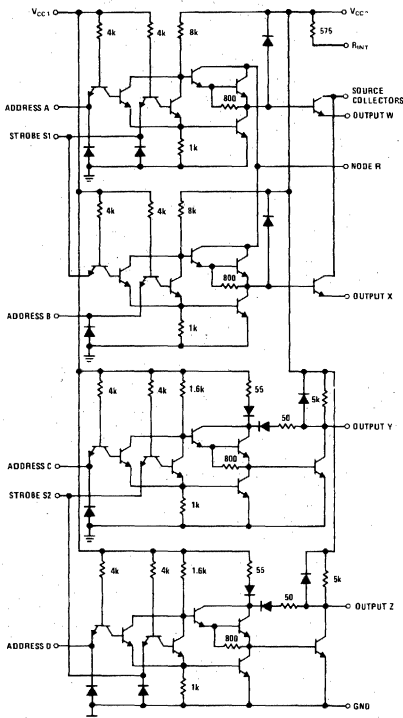 VCC1
VCC2
4k
4k
8k
575
RINT
SOURCE COLLECTORS
ADDRESS A
800
OUTPUT W
STROBE S1
1k
NODE R
4k
4k
8k
800
OUTPUT X
ADDRESS B
1k
4k
4k
1.6k
55
5k
50
OUTPUT Y
ADDRESS C
800
STROBE S2
1k
4k
4k
1.6k
55
5k
50
OUTPUT Z
ADDRESS D
800
1k
GND